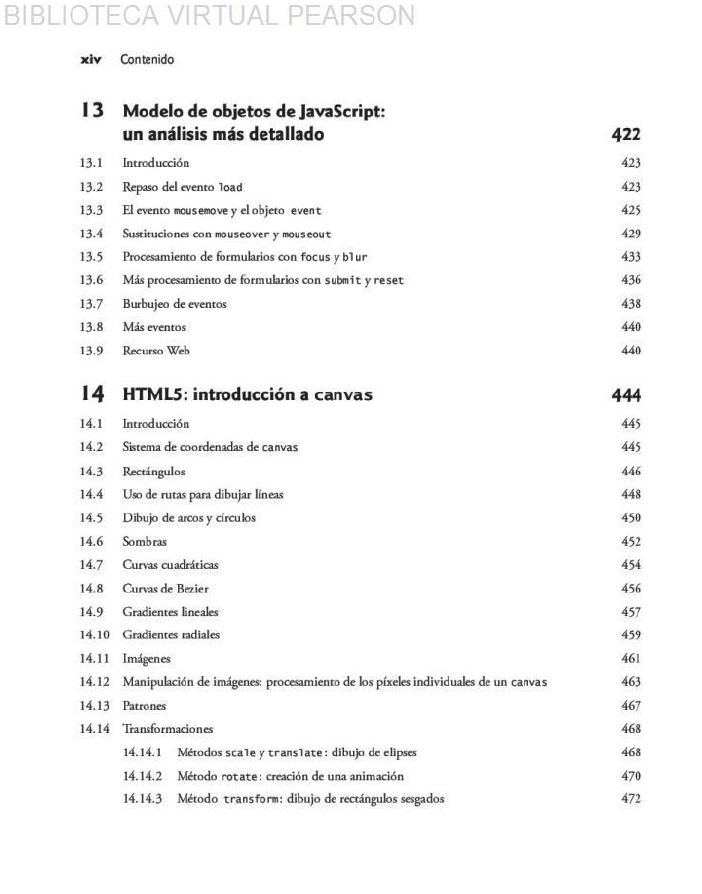 BIBLIOTECA VIRTUAL PEARSON
xiv Contenido
13 Modelo de objetos de JavaScript:
un análisis más detallado 422
13.1 Introducción 423
13.2 Repaso del evento load 423
13.3 El evento mousemove y el objeto event 425
13.4 Sustituciones con mouseover y mouseout 429
13.5 Procesamiento de formularios con focus y blur 433
13.6 Más procesamiento de formularios con submit y reset 436
13.7 Burbujeo de eventos 438
13.8 Más eventos 440
13.9 Recurso Web 440
14 HTML5: introducción a canvas 444
14.1 Introducción 445
14.2 Sistema de coordenadas de canvas 445
14.3 Rectángulos 446
14.4 Uso de rutas para dibujar líneas 448
14.5 Dibujo de arcos y círculos 450
14.6 Sombras 452
14.7 Curvas cuadráticas 454
14.8 Curvas de Bezier 456
14.9 Gradientes lineales 457
14.10 Gradientes radiales 459
14.11 Imágenes 461
14.12 Manipulación de imágenes: procesamiento de los píxeles individuales de un canvas 463
14.13 Patrones 467
14.14 Transformaciones 468
14.14.1 Métodos scale y translate: dibujo de elipses 468
14.14.2 Método rotate: creación de una animación 470
14.14.3 Método transform: dibujo de rectángulos sesgados 472